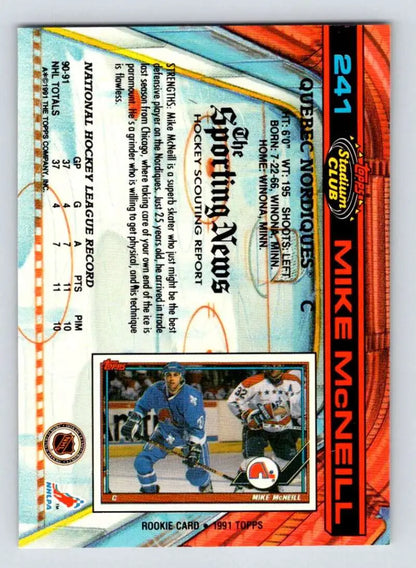 241
TOPPS
Stadium
CLUB
MIKE McNEILL
QUEBEC NORDIQUES® C
HT: 6'0" WT: 195 SHOOTS: LEFT
BORN: 7-22-66, WINONA, MINN.
HOME: WINONA, MINN.
The
Sporting News
HOCKEY SCOUTING REPORT
STRENGTHS: Mike McNeill is a superb skater who just might be the best
defensive player on the Nordiques. Just 25 years old, he arrived in trade
last season from Chicago, where taking care of your own end of the ice is
paramount. He's a grinder who is willing to get physical, and his technique
is flawless.
NATIONAL HOCKEY LEAGUE RECORD
GP G A PTS PIM
90-91 37 4 7 11 10
NHL TOTALS 37 4 7 11 10
A®©1991 THE TOPPS COMPANY, INC.
TOPPS
C MIKE McNEILL
ROOKIE CARD • 1991 TOPPS
NHL
NHLPA